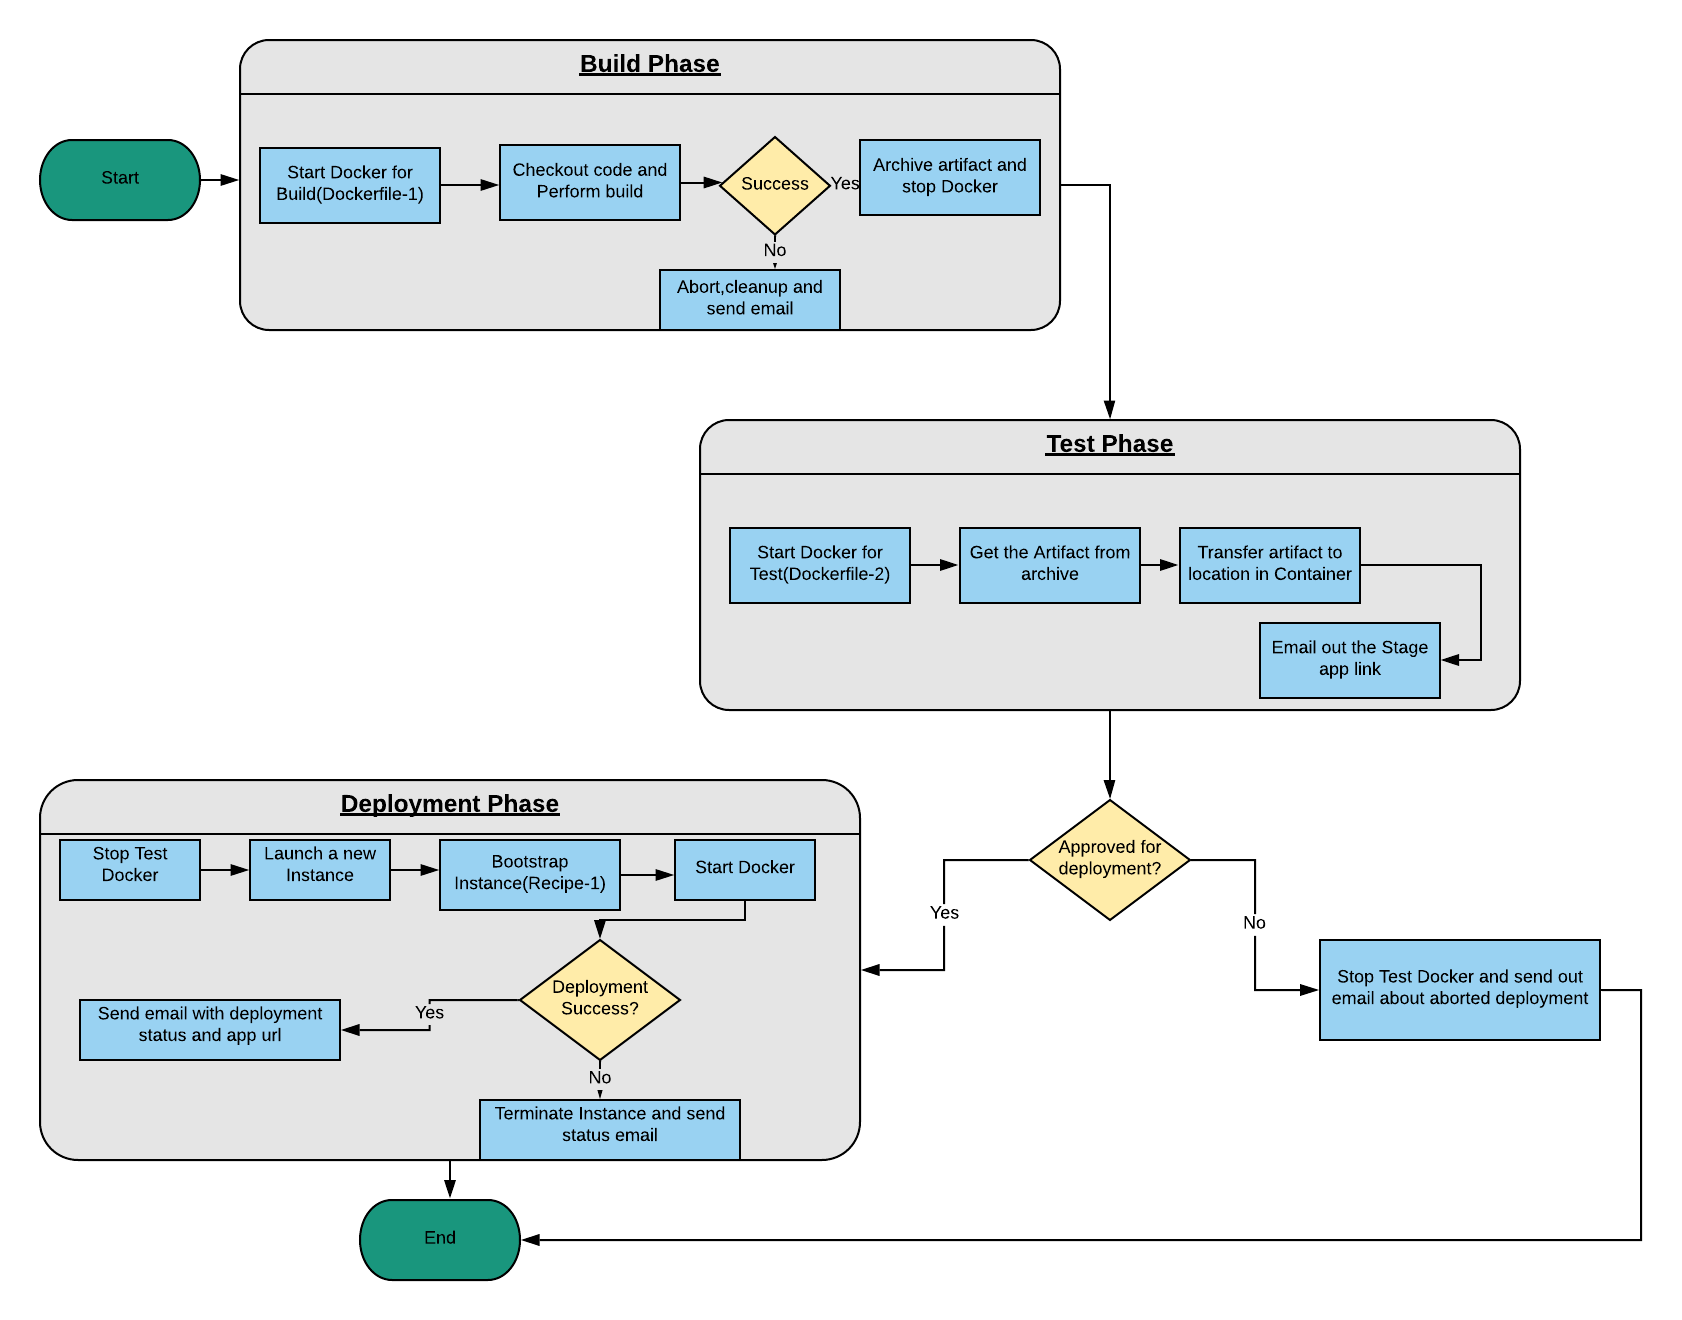 Build Phase
Start
Start Docker for
Build(Dockerfile-1)
Checkout code and
Perform build
Success
Yes
Archive artifact and
stop Docker
No
Abort,cleanup and
send email
Test Phase
Start Docker for
Test(Dockerfile-2)
Get the Artifact from
archive
Transfer artifact to
location in Container
Email out the Stage
app link
Approved for
deployment?
Yes
No
Stop Test Docker and send out
email about aborted deployment
Deployment Phase
Stop Test
Docker
Launch a new
Instance
Bootstrap
Instance(Recipe-1)
Start Docker
Deployment
Success?
Yes
Send email with deployment
status and app url
No
Terminate Instance and send
status email
End